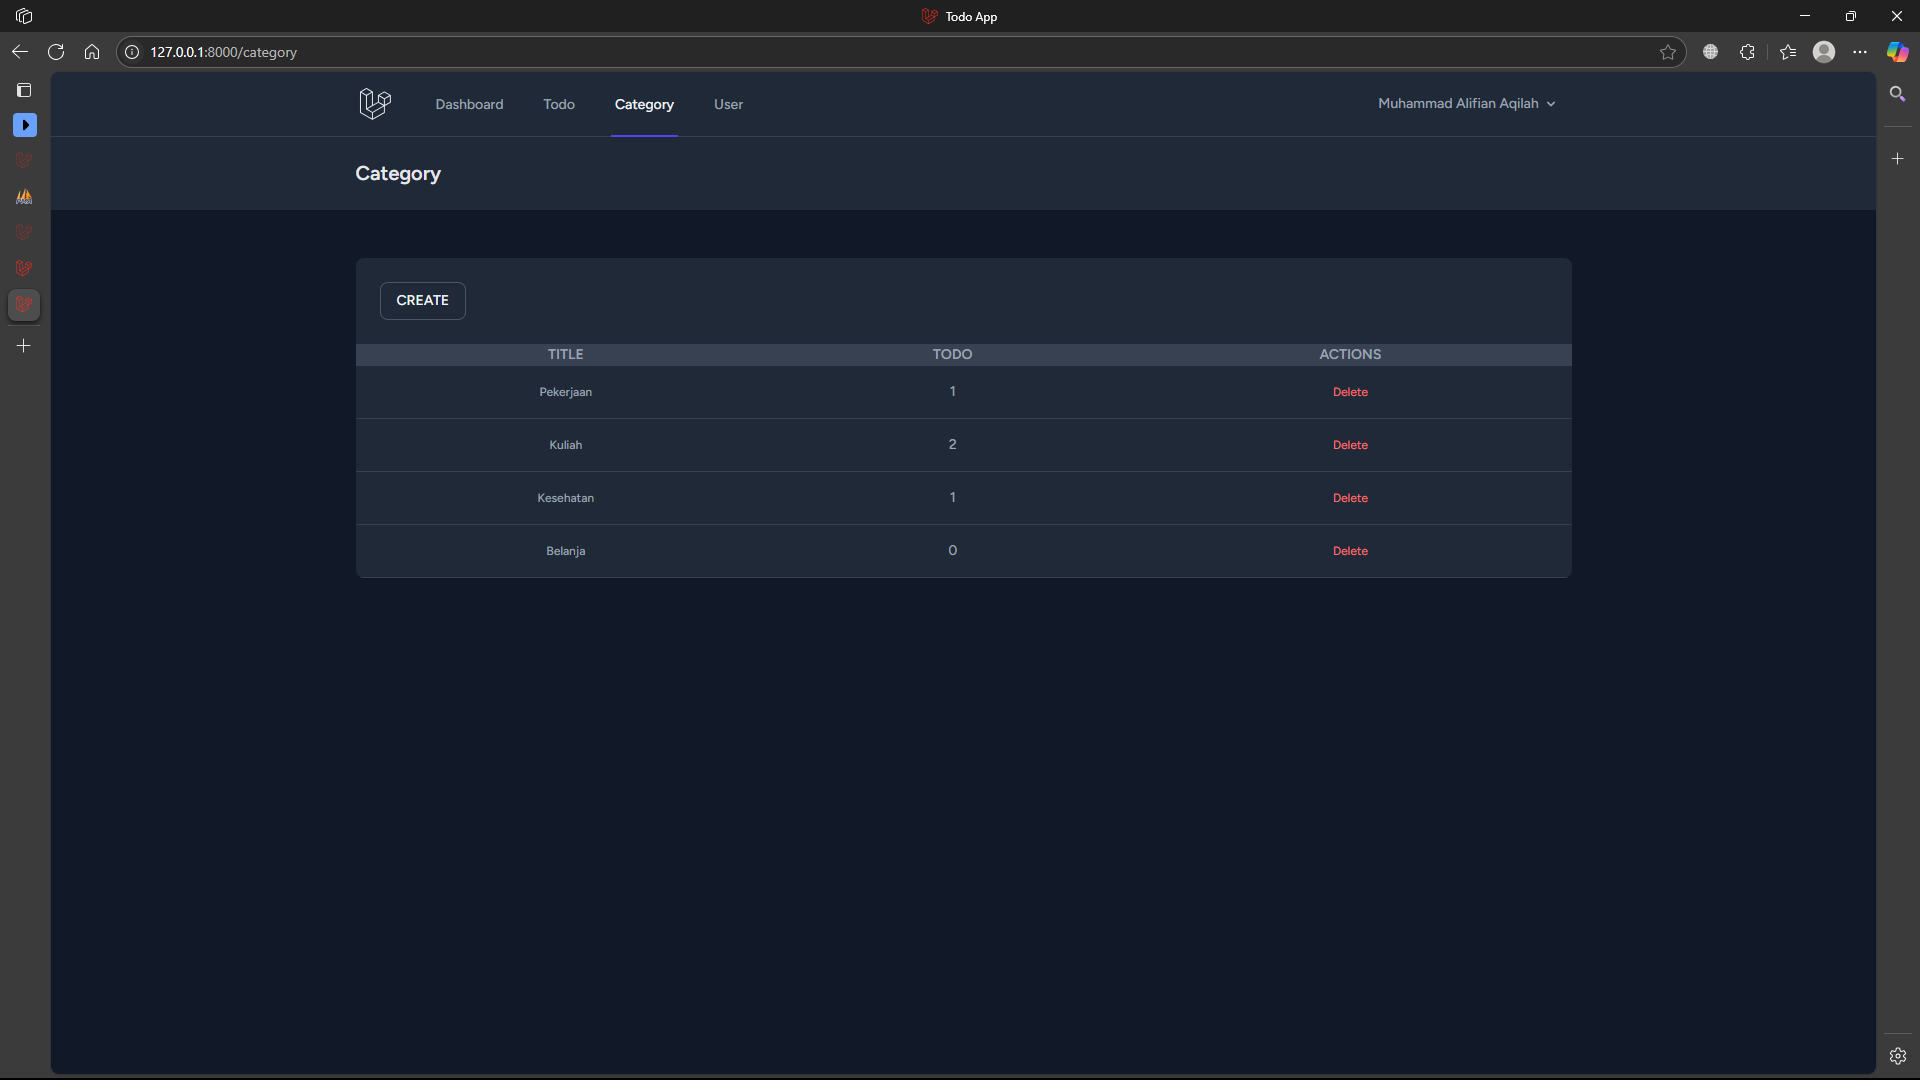 Todo App
127.0.0.1:8000/category
Dashboard Todo Category User Muhammad Alifian Aqilah
Category
CREATE
TITLE TODO ACTIONS
Pekerjaan 1 Delete
Kuliah 2 Delete
Kesehatan 1 Delete
Belanja 0 Delete